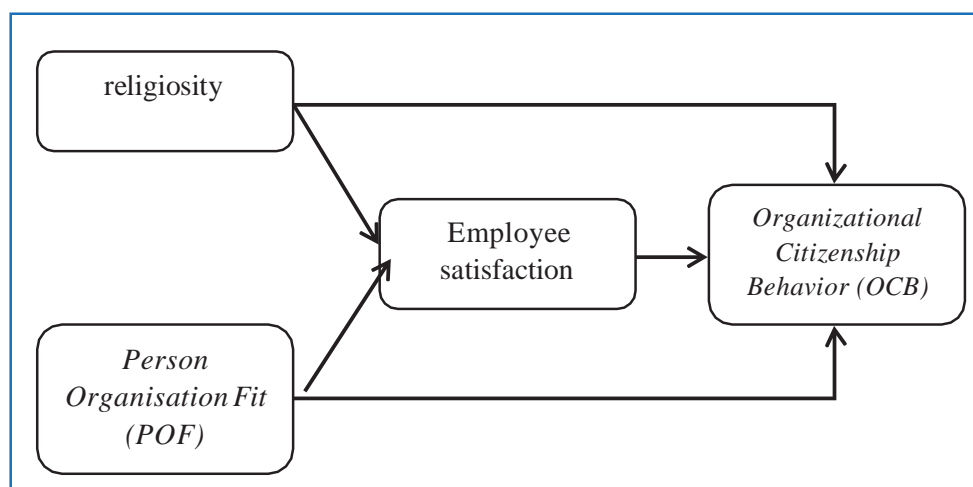 religiosity
Employee
satisfaction
Organizational
Citizenship
Behavior (OCB)
Person
Organisation Fit
(POF)